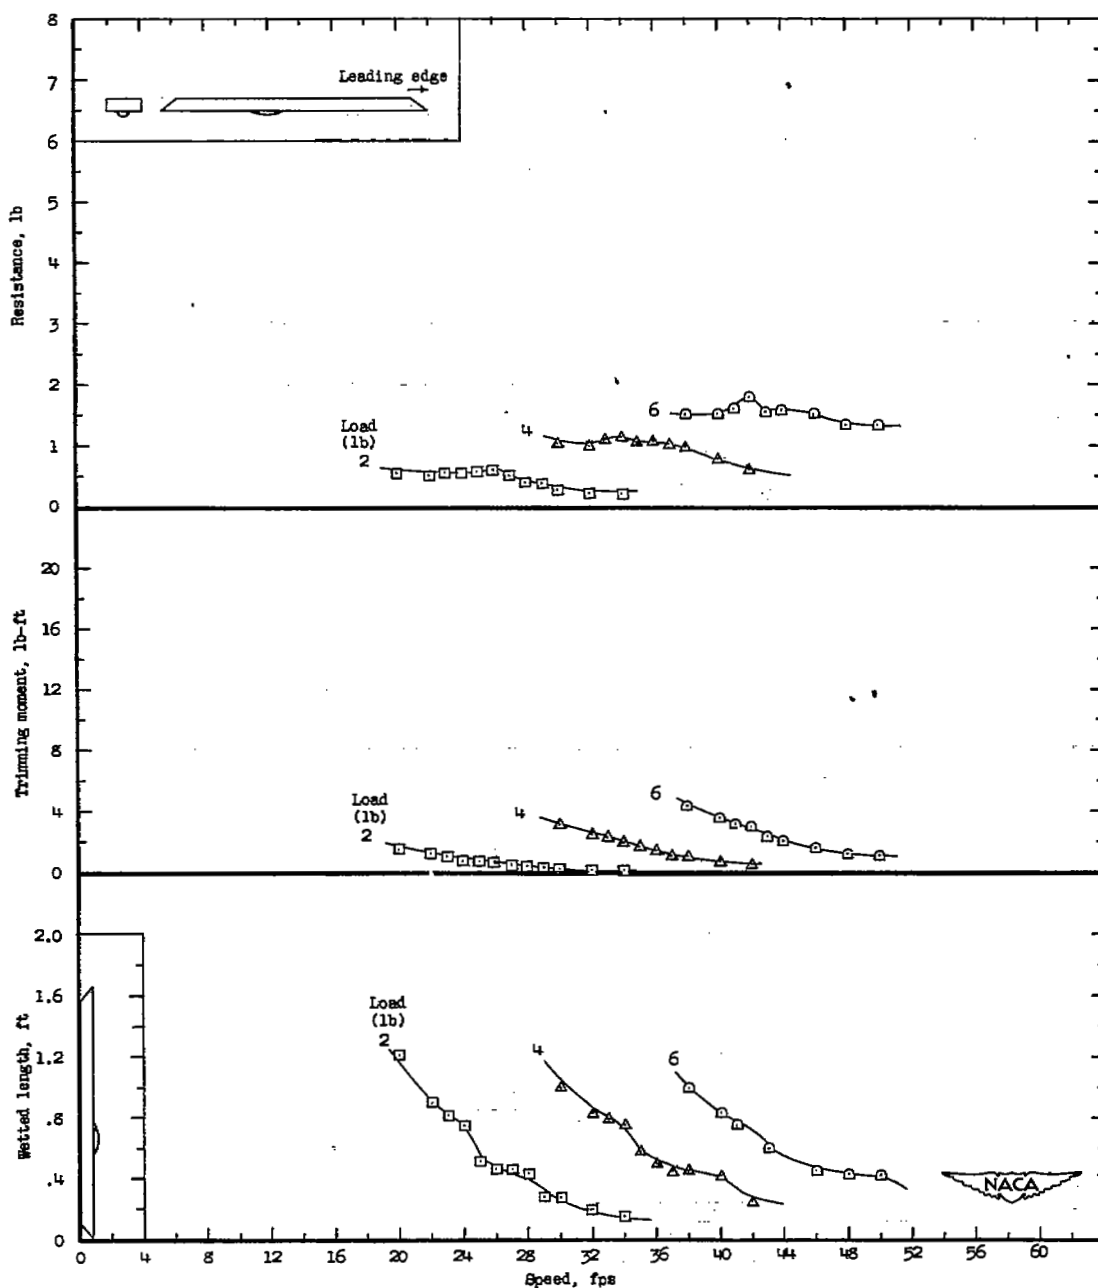 8
7
6
5
4
3
2
1
0
Resistance, lb
Leading edge
Load
(lb)
2
4
6
20
16
12
8
4
0
Trimming moment, lb-ft
Load
(lb)
2
4
6
2.0
1.6
1.2
.8
.4
0
Wetted length, ft
Load
(lb)
2
4
6
NACA
0 4 8 12 16 20 24 28 32 36 40 44 48 52 56 60
Speed, fps